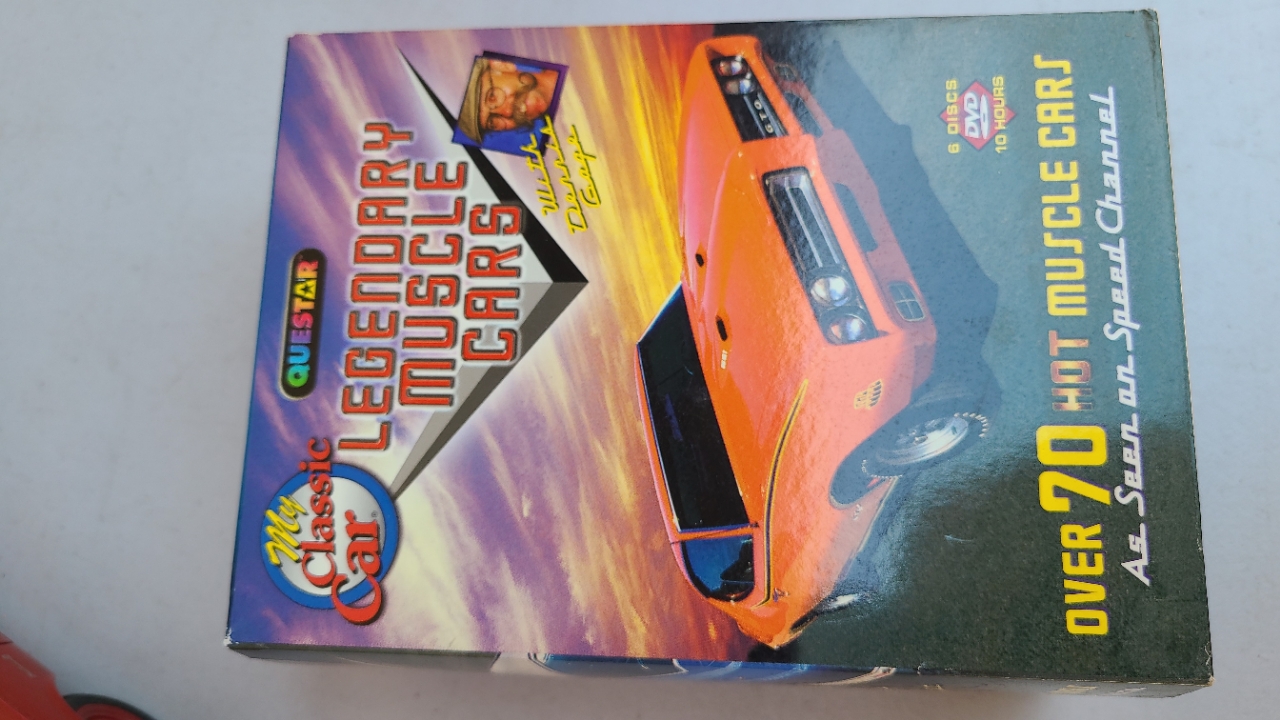 QUESTAR
My
Classic
Car
LEGENDARY
MUSCLE
CARS
With
Dennis
Gage
GTO
6 DISCS
DVD
10 HOURS
OVER 70 HOT MUSCLE CARS
As Seen on Speed Channel